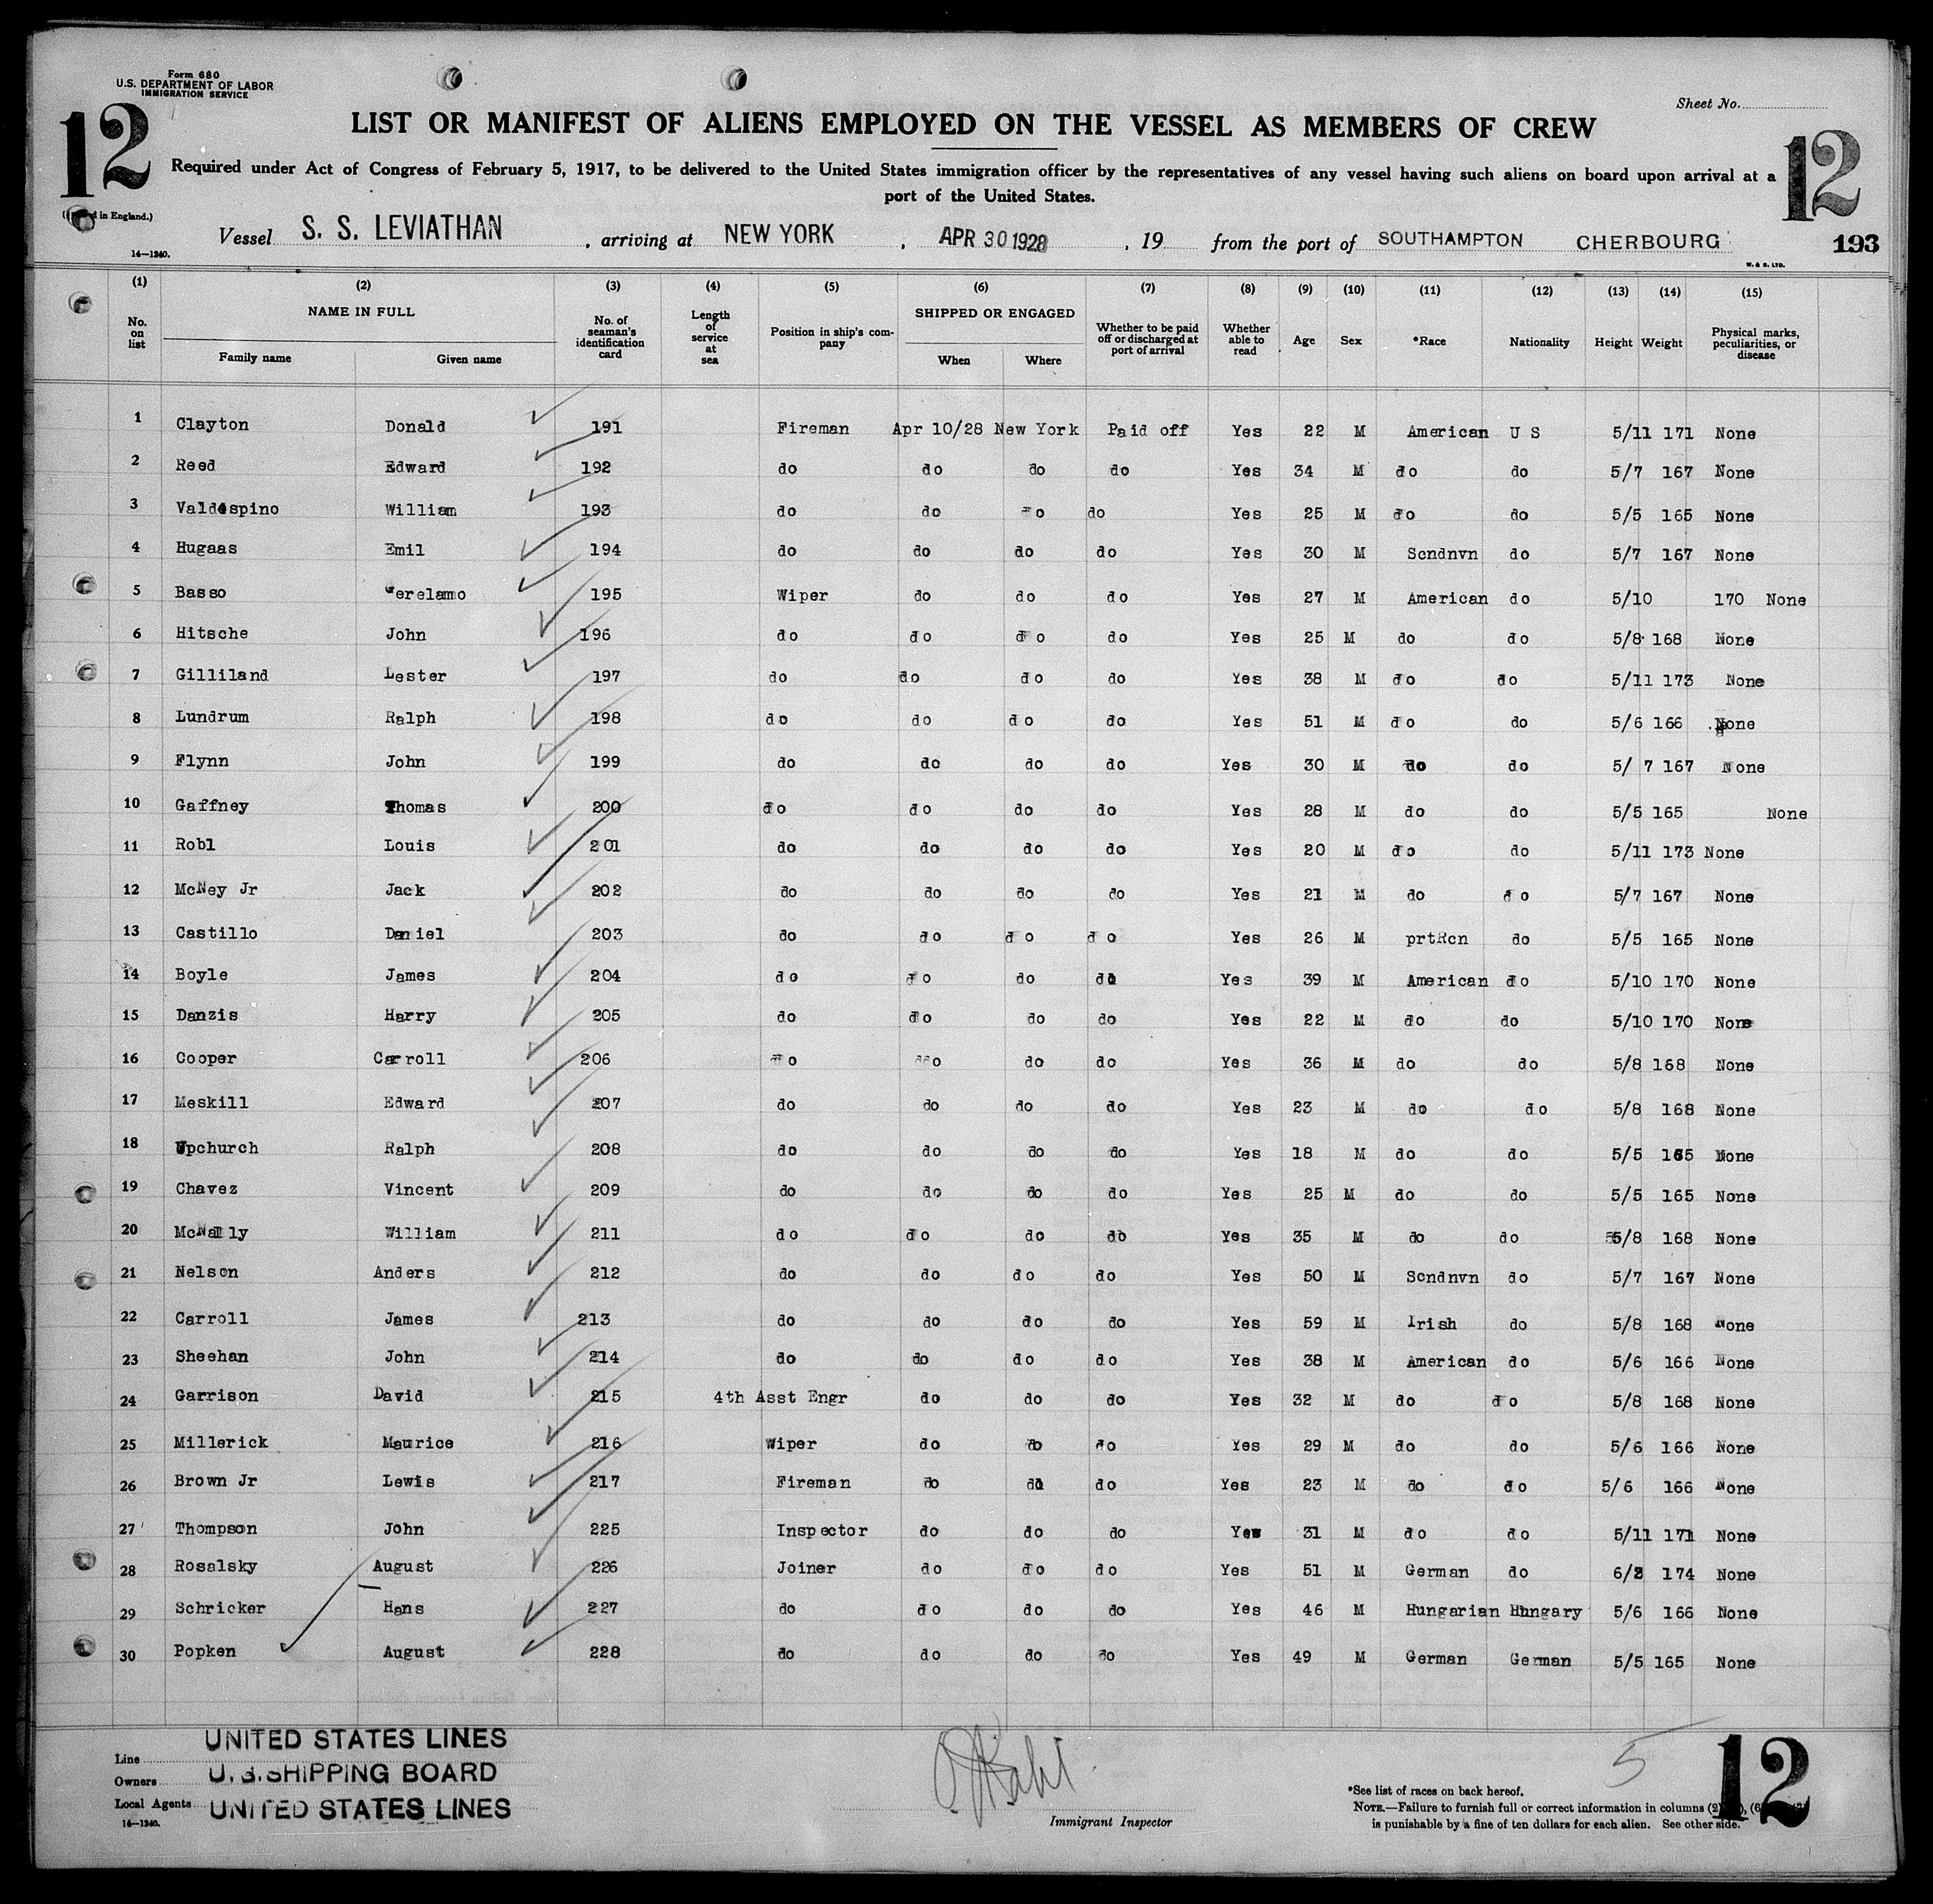 Form 680
U.S. DEPARTMENT OF LABOR
IMMIGRATION SERVICE
Sheet No.
12
12
LIST OR MANIFEST OF ALIENS EMPLOYED ON THE VESSEL AS MEMBERS OF CREW
Required under Act of Congress of February 5, 1917, to be delivered to the United States immigration officer by the representatives of any vessel having such aliens on board upon arrival at a
port of the United States.
in England.)
Vessel S. S. LEVIATHAN , arriving at NEW YORK , APR 30 1928 , 19 from the port of SOUTHAMPTON CHERBOURG 193
14—1240. W. & S. LTD.
(1) (2) (3) (4) (5) (6) (7) (8) (9) (10) (11) (12) (13) (14) (15)
No. on list NAME IN FULL Family name Given name No. of seaman's identification card Length of service at sea Position in ship's company SHIPPED OR ENGAGED When Where Whether to be paid off or discharged at port of arrival Whether able to read Age Sex *Race Nationality Height Weight Physical marks, peculiarities, or disease
1 Clayton Donald 191 Fireman Apr 10/28 New York Paid off Yes 22 M American U S 5/11 171 None
2 Reed Edward 192 do do do do Yes 34 M do do 5/7 167 None
3 Valdespino William 193 do do do do Yes 25 M do do 5/5 165 None
4 Hugaas Emil 194 do do do do Yes 30 M Scndnvn do 5/7 167 None
5 Basso Gerelamo 195 Wiper do do do Yes 27 M American do 5/10 170 None
6 Hitsche John 196 do do do do Yes 25 M do do 5/8 168 None
7 Gilliland Lester 197 do do do do Yes 38 M do do 5/11 173 None
8 Lundrum Ralph 198 do do do do Yes 51 M do do 5/6 166 None
9 Flynn John 199 do do do do Yes 30 M do do 5/ 7 167 None
10 Gaffney Thomas 200 do do do do Yes 28 M do do 5/5 165 None
11 Robl Louis 201 do do do do Yes 20 M do do 5/11 173 None
12 McNey Jr Jack 202 do do do do Yes 21 M do do 5/7 167 None
13 Castillo Daniel 203 do do do do Yes 26 M prtRcn do 5/5 165 None
14 Boyle James 204 do do do do Yes 39 M American do 5/10 170 None
15 Danzis Harry 205 do do do do Yes 22 M do do 5/10 170 None
16 Cooper Carroll 206 do do do do Yes 36 M do do 5/8 168 None
17 Meskill Edward 207 do do do do Yes 23 M do do 5/8 168 None
18 Upchurch Ralph 208 do do do do Yes 18 M do do 5/5 165 None
19 Chavez Vincent 209 do do do do Yes 25 M do do 5/5 165 None
20 McNally William 211 do do do do Yes 35 M do do 5/8 168 None
21 Nelson Anders 212 do do do do Yes 50 M Scndnvn do 5/7 167 None
22 Carroll James 213 do do do do Yes 59 M Irish do 5/8 168 None
23 Sheehan John 214 do do do do Yes 38 M American do 5/6 166 None
24 Garrison David 215 4th Asst Engr do do do Yes 32 M do do 5/8 168 None
25 Millerick Maurice 216 Wiper do do do Yes 29 M do do 5/6 166 None
26 Brown Jr Lewis 217 Fireman do do do Yes 23 M do do 5/6 166 None
27 Thompson John 225 Inspector do do do Yes 31 M do do 5/11 171 None
28 Rosalsky August 226 Joiner do do do Yes 51 M German do 6/2 174 None
29 Schricker Hans 227 do do do do Yes 46 M Hungarian Hungary 5/6 166 None
30 Popken August 228 do do do do Yes 49 M German German 5/5 165 None
Line UNITED STATES LINES
Owners U.S. SHIPPING BOARD
Local Agents UNITED STATES LINES
14—1240.
Immigrant Inspector
5
12
*See list of races on back hereof.
NOTE.—Failure to furnish full or correct information in columns (2),
is punishable by a fine of ten dollars for each alien. See other side.